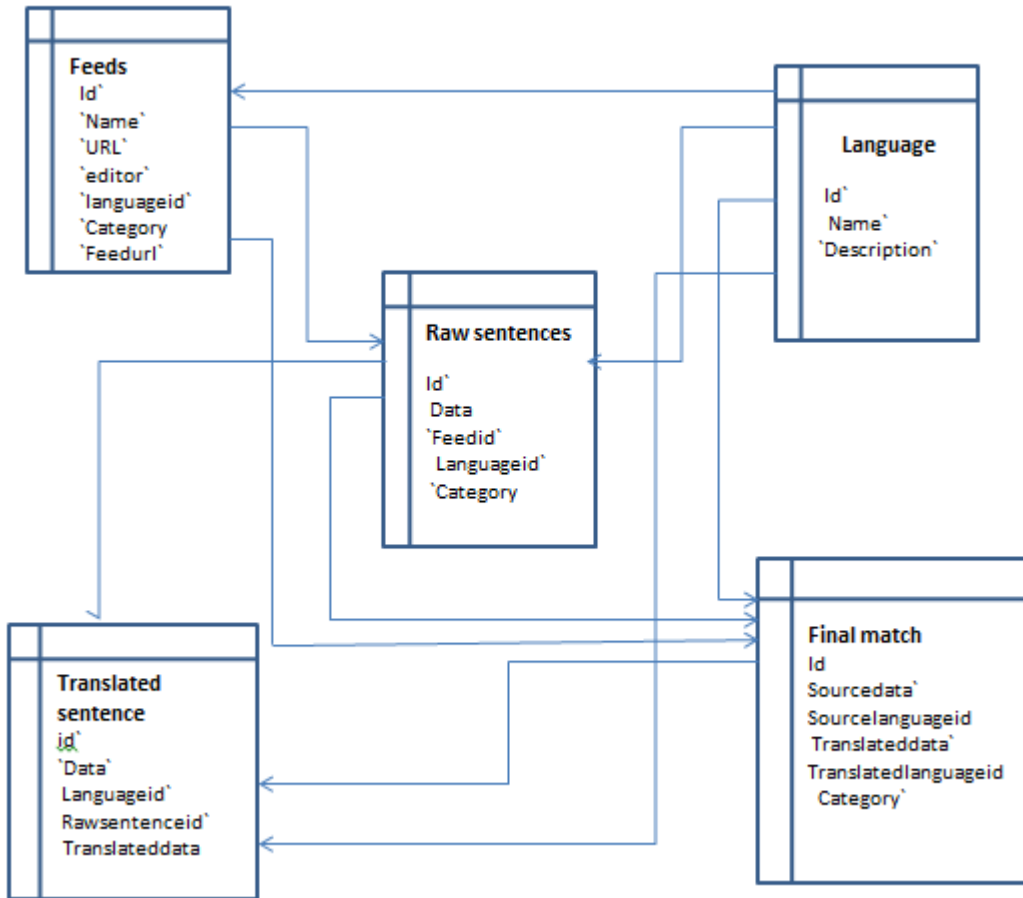 Feeds
Id`
`Name`
`URL`
`editor`
`languageid`
`Category
`Feedurl`
Language
Id`
Name`
`Description`
Raw sentences
Id`
Data
`Feedid`
Languageid`
`Category
Translated
sentence
id`
`Data`
Languageid`
Rawsentenceid`
Translateddata
Final match
Id
Sourcedata`
Sourcelanguageid
Translateddata`
Translatedlanguageid
Category`